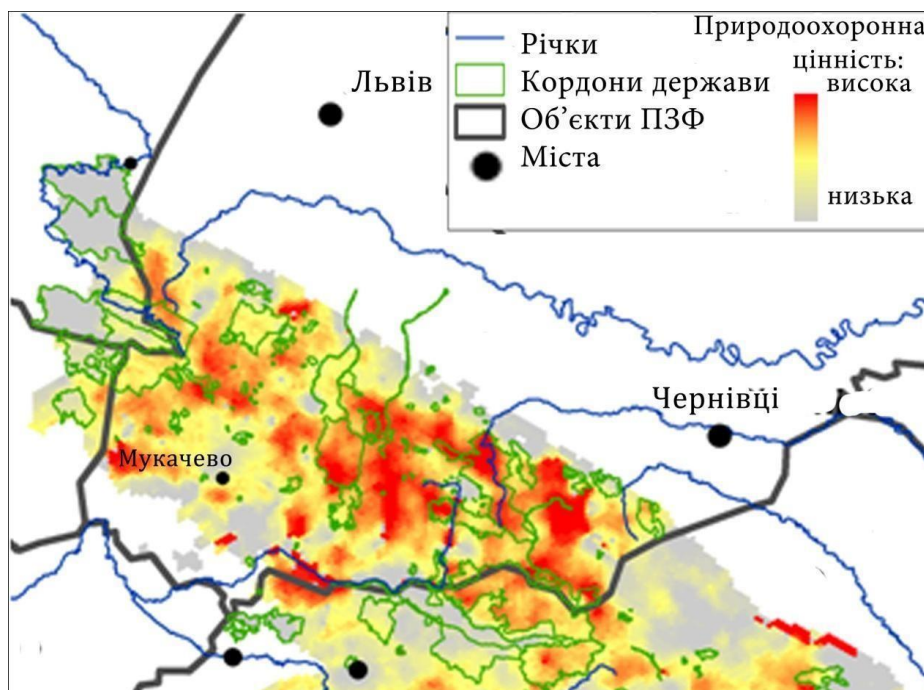 Річки
Кордони держави
Об’єкти ПЗФ
Міста
Природоохоронна
цінність:
висока
низька
Львів
Чернівці
Мукачево